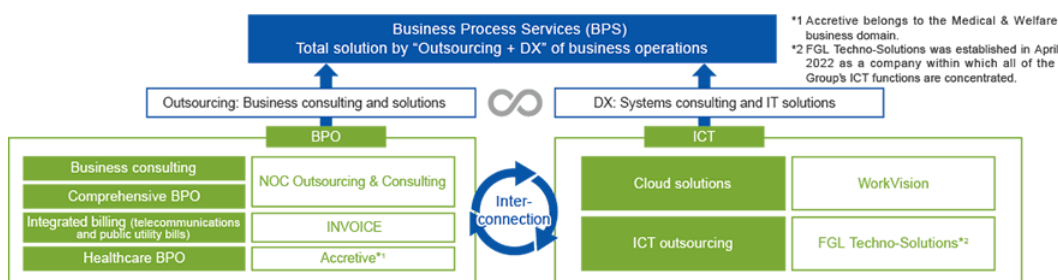 Business Process Services (BPS)
Total solution by “Outsourcing + DX” of business operations
*1 Accretive belongs to the Medical & Welfare
business domain.
*2 FGL Techno-Solutions was established in April
2022 as a company within which all of the
Group's ICT functions are concentrated.
Outsourcing: Business consulting and solutions
DX: Systems consulting and IT solutions
BPO
Business consulting
Comprehensive BPO
NOC Outsourcing & Consulting
Integrated billing (telecommunications
and public utility bills)
INVOICE
Healthcare BPO
Accretive*1
Inter-
connection
ICT
Cloud solutions
WorkVision
ICT outsourcing
FGL Techno-Solutions*2